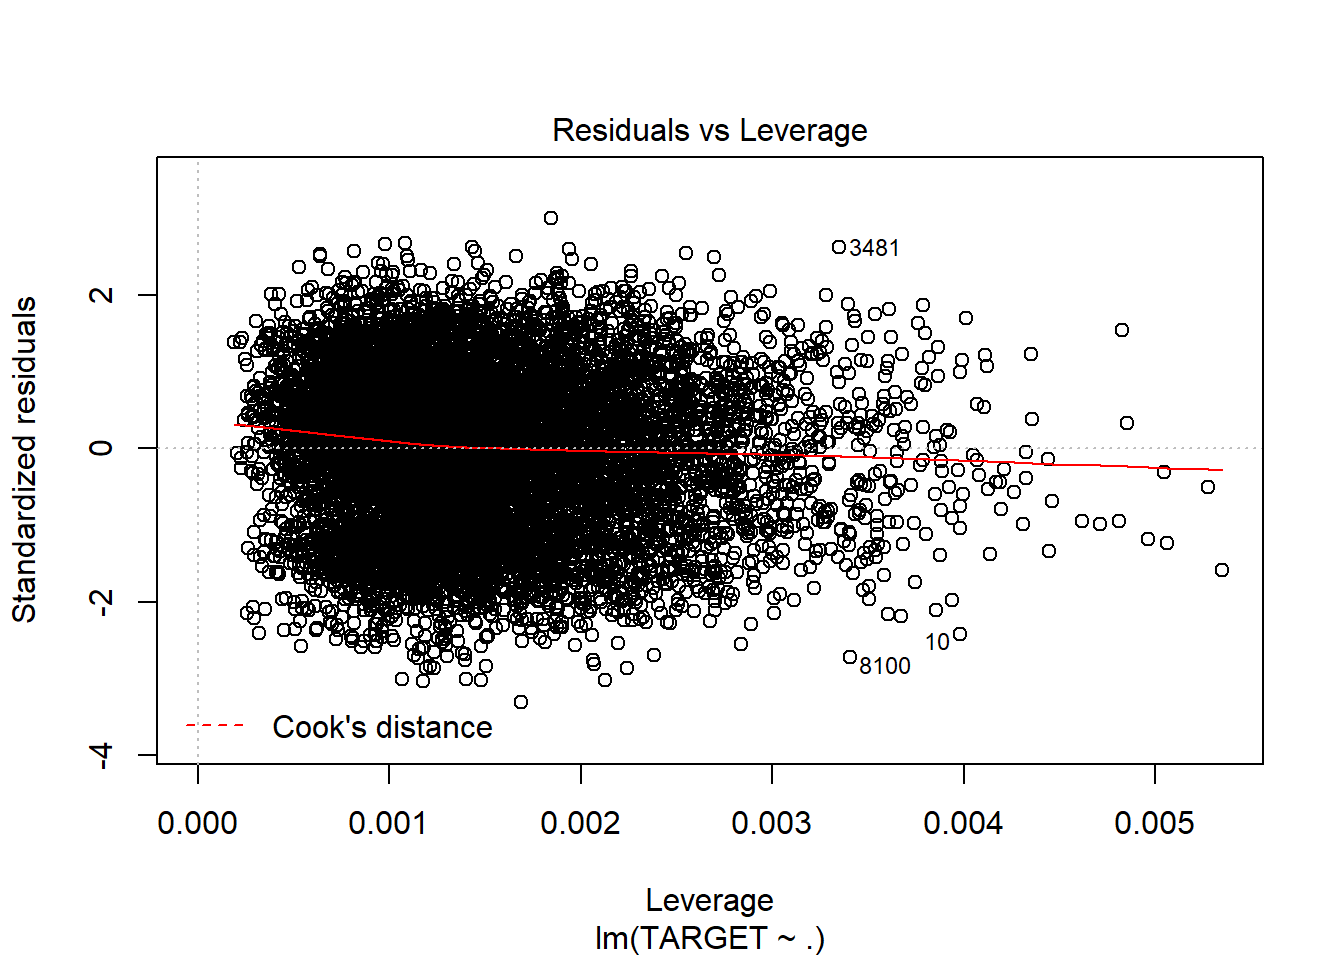 Residuals vs Leverage
Standardized residuals
2
0
-2
-4
3481
10
8100
Cook's distance
0.000 0.001 0.002 0.003 0.004 0.005
Leverage
lm(TARGET ~ .)